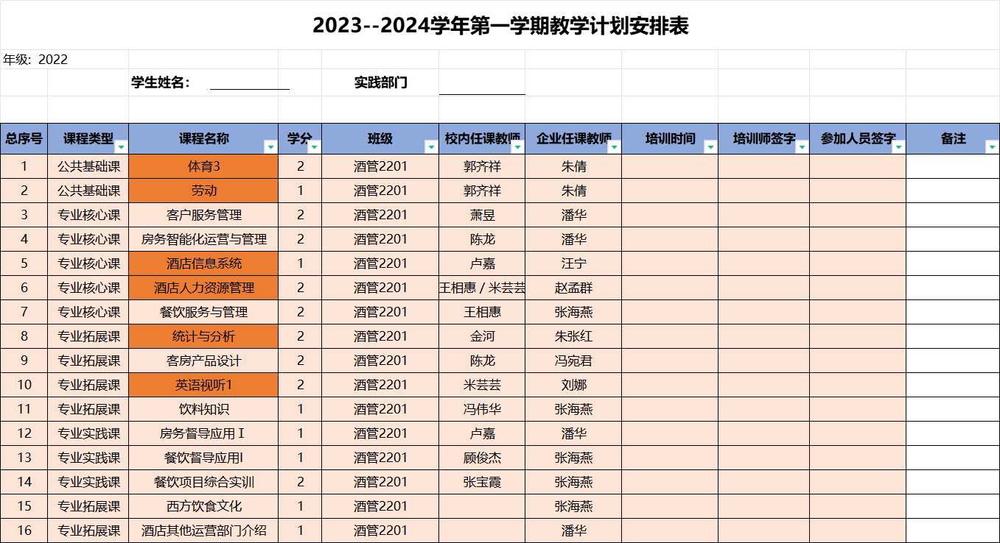 2023--2024学年第一学期教学计划安排表
年级: 2022
学生姓名: 实践部门
总序号 课程类型 课程名称 学分 班级 校内任课教师 企业任课教师 培训时间 培训师签字 参加人员签字 备注
1 公共基础课 体育3 2 酒管2201 郭齐祥 朱倩
2 公共基础课 劳动 1 酒管2201 郭齐祥 朱倩
3 专业核心课 客户服务管理 2 酒管2201 萧昱 潘华
4 专业核心课 房务智能化运营与管理 2 酒管2201 陈龙 潘华
5 专业核心课 酒店信息系统 1 酒管2201 卢嘉 汪宁
6 专业核心课 酒店人力资源管理 2 酒管2201 王相惠 / 米芸芸 赵孟群
7 专业核心课 餐饮服务与管理 2 酒管2201 王相惠 张海燕
8 专业拓展课 统计与分析 2 酒管2201 金河 朱张红
9 专业拓展课 客房产品设计 2 酒管2201 陈龙 冯宛君
10 专业拓展课 英语视听1 2 酒管2201 米芸芸 刘娜
11 专业拓展课 饮料知识 1 酒管2201 冯伟华 张海燕
12 专业实践课 房务督导应用Ⅰ 1 酒管2201 卢嘉 潘华
13 专业实践课 餐饮督导应用I 1 酒管2201 顾俊杰 张海燕
14 专业实践课 餐饮项目综合实训 2 酒管2201 张宝霞 张海燕
15 专业拓展课 西方饮食文化 1 酒管2201 张海燕
16 专业拓展课 酒店其他运营部门介绍 1 酒管2201 潘华